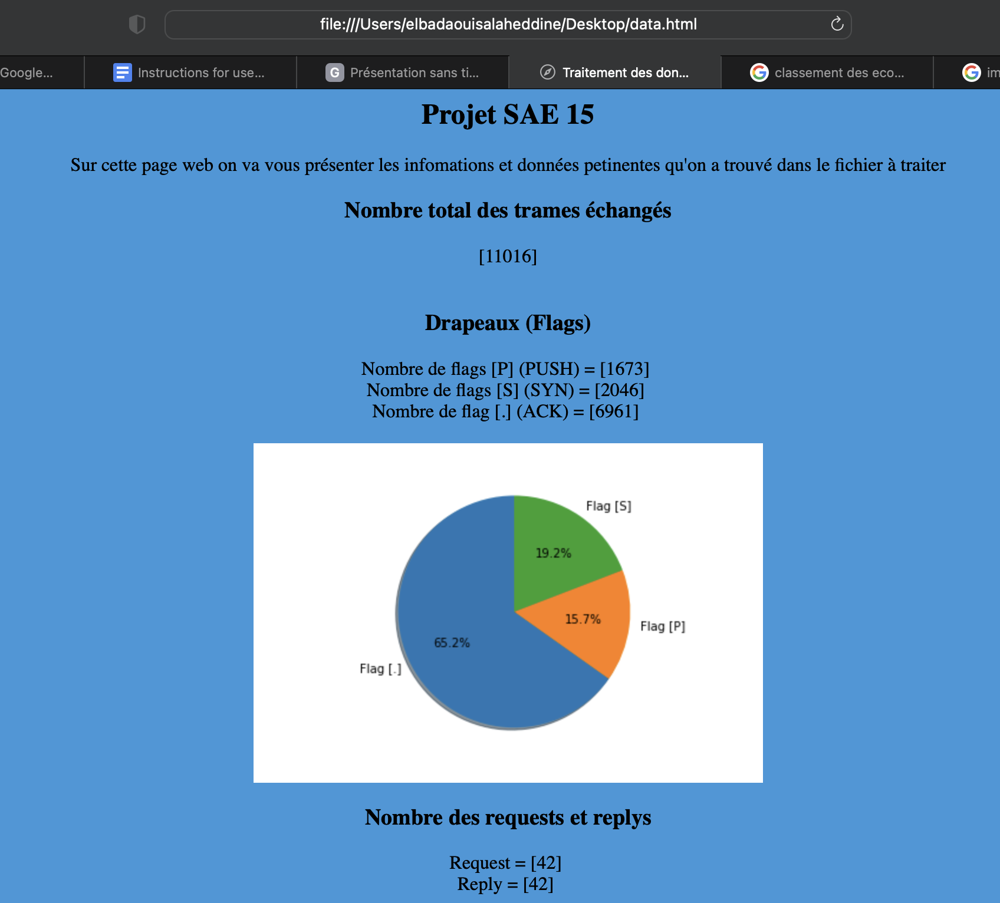 file:///Users/elbadaouisalaheddine/Desktop/data.html
Google...
Instructions for use...
G Présentation sans ti...
Traitement des don...
classement des eco...
im
Projet SAE 15
Sur cette page web on va vous présenter les infomations et données petinentes qu'on a trouvé dans le fichier à traiter
Nombre total des trames échangés
[11016]
Drapeaux (Flags)
Nombre de flags [P] (PUSH) = [1673]
Nombre de flags [S] (SYN) = [2046]
Nombre de flag [.] (ACK) = [6961]
Flag [S]
19.2%
15.7%
Flag [P]
65.2%
Flag [.]
Nombre des requests et replys
Request = [42]
Reply = [42]